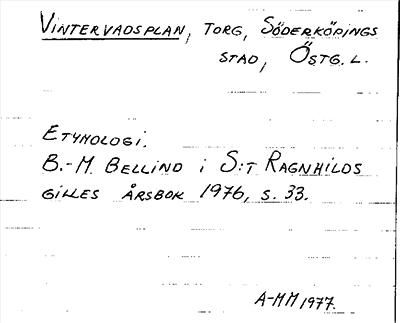 VINTERVADSPLAN, TORG, SÖDERKÖPINGS
STAD, ÖSTG. L.
ETYMOLOGI.
B.-M. BELLIND i S:T RAGNHILDS
GILLES ÅRSBOK 1976, s. 33.
A-MM 1977.